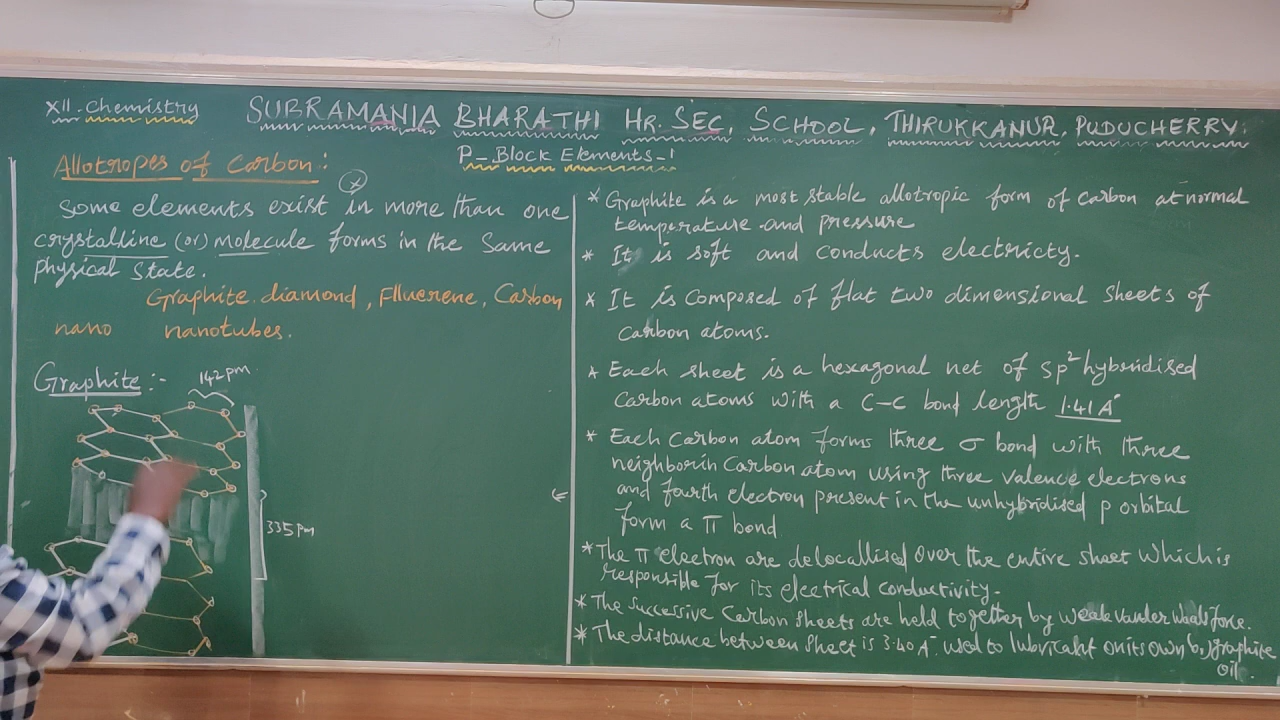 XII. Chemistry
SUBRAMANIA BHARATHI HR. SEC, SCHOOL, THIRUKKANUR, PUDUCHERRY:
P-Block Elements-1
Allotropes of Carbon:
Some elements exist in more than one
crystalline (or) molecule forms in the Same
physical State.
Graphite. diamond, Flluerene, Carbon
nano nanotubes.
Graphite:-
142pm
335pm
* Graphite is a most stable allotropic form of carbon at normal
temperature and pressure
* It is soft and conducts electricty.
* It is composed of flat two dimensional sheets of
Carbon atoms.
* Each sheet is a hexagonal net of sp² hybridised
Carbon atoms with a C-C bond length 1.41 A°
* Each Carbon atom forms three σ bond with three
neighborin Carbon atom using three valence electrons
and fourth electron present in the unhybridised p orbital
form a π bond
* The π electron are delocallised over the entire sheet which is
responsible for its electrical conductivity.
* The successive Carbon sheets are held together by weak vander waals force.
* The distance between sheet is 3.40 A°. used to lubricant on its own graphite
oil.